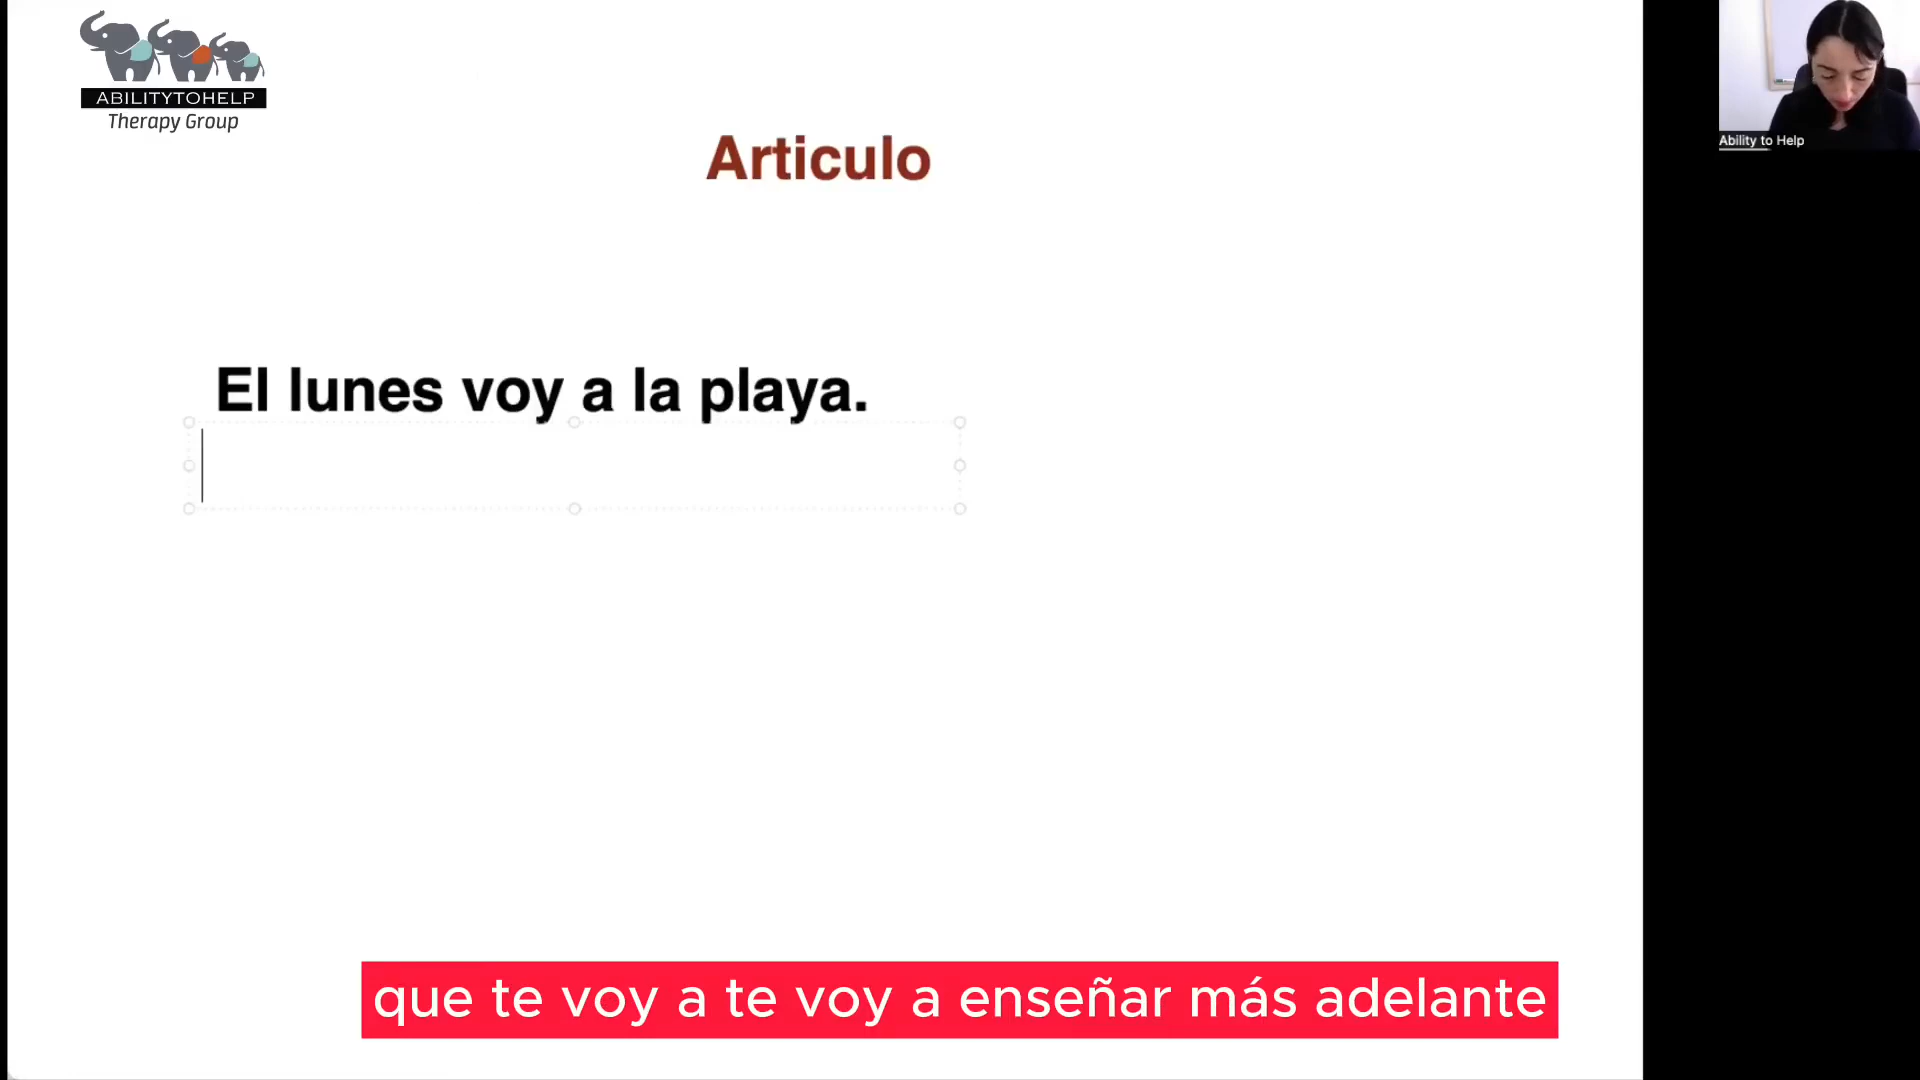 ABILITYTOHELP
Therapy Group
Ability to Help
Articulo
El lunes voy a la playa.
que te voy a te voy a enseñar más adelante